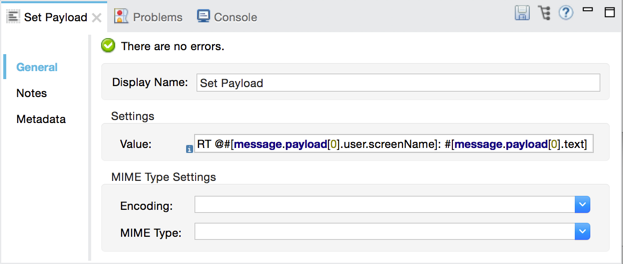 Set Payload Problems Console
There are no errors.
General
Notes
Metadata
Display Name: Set Payload
Settings
Value: RT @#[message.payload[0].user.screenName]: #[message.payload[0].text]
MIME Type Settings
Encoding:
MIME Type: